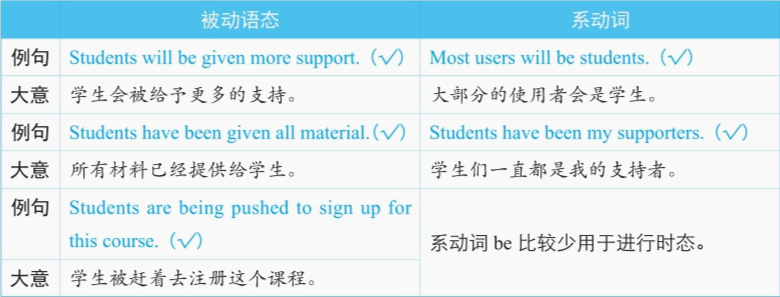 被动语态 系动词
例句 Students will be given more support.（✓） Most users will be students.（✓）
大意 学生会被给予更多的支持。 大部分的使用者会是学生。
例句 Students have been given all material.（✓） Students have been my supporters.（✓）
大意 所有材料已经提供给学生。 学生们一直都是我的支持者。
例句 Students are being pushed to sign up for
this course.（✓）
系动词 be 比较少用于进行时态。
大意 学生被赶着去注册这个课程。